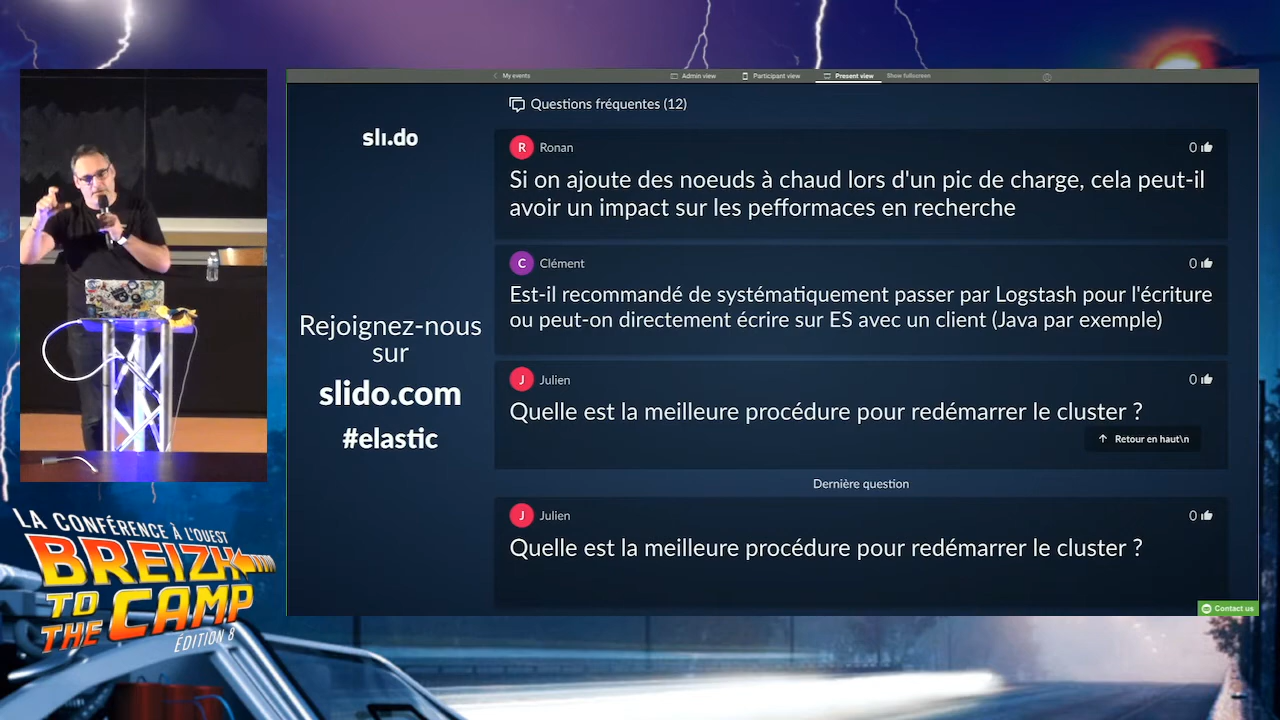 My events
Admin view
Participant view
Present view
Show fullscreen
Questions fréquentes (12)
sli.do
R Ronan
0
Si on ajoute des noeuds à chaud lors d'un pic de charge, cela peut-il
avoir un impact sur les pefformaces en recherche
C Clément
0
Est-il recommandé de systématiquement passer par Logstash pour l'écriture
ou peut-on directement écrire sur ES avec un client (Java par exemple)
Rejoignez-nous
sur
slido.com
#elastic
J Julien
0
Quelle est la meilleure procédure pour redémarrer le cluster ?
Retour en haut\n
Dernière question
J Julien
0
Quelle est la meilleure procédure pour redémarrer le cluster ?
Contact us
LA CONFÉRENCE À L'OUEST
BREIZH
TO CAMP
THE
ÉDITION 8